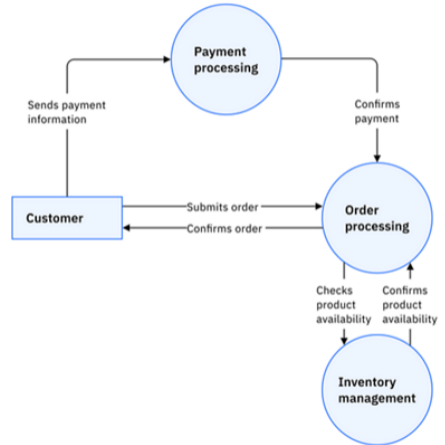 Payment
processing
Sends payment
information
Confirms
payment
Submits order
Customer
Order
processing
Confirms order
Checks
product
availability
Confirms
product
availability
Inventory
management